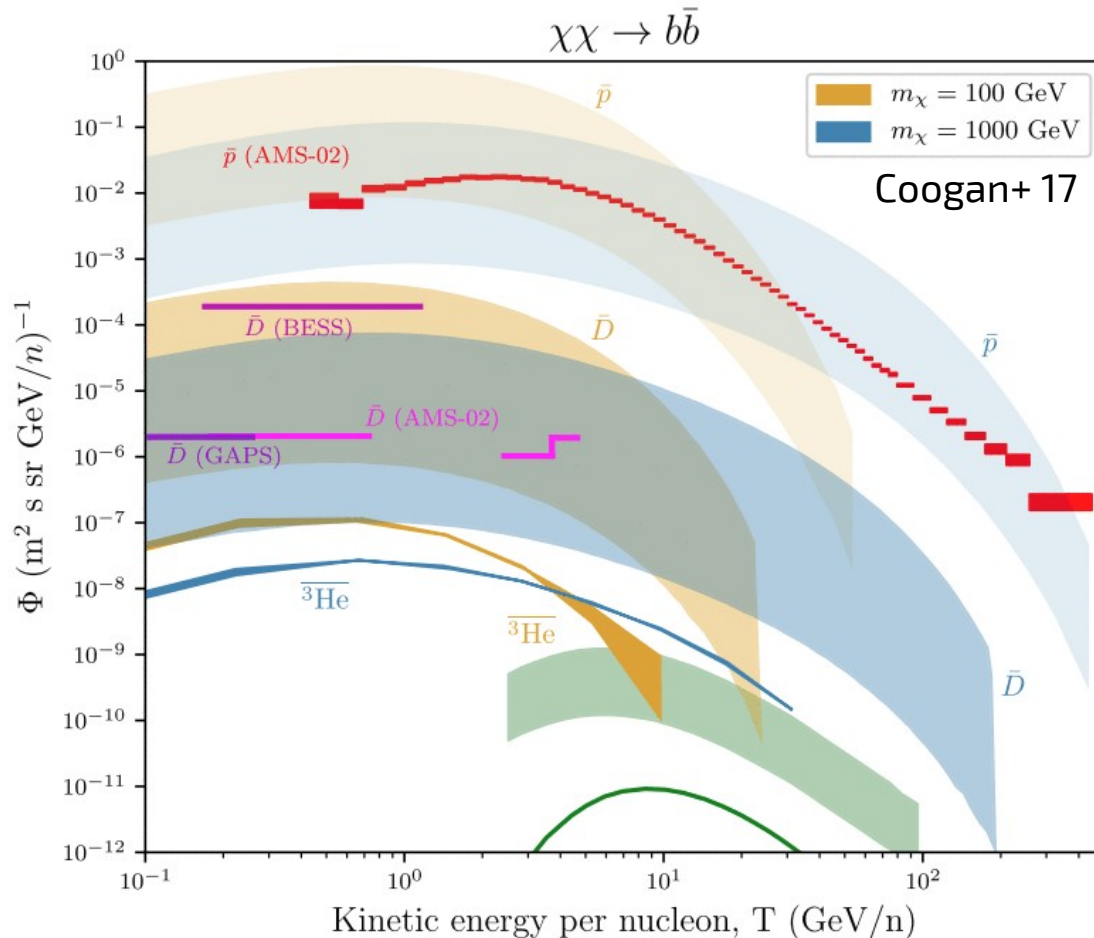 χχ → bb̄
p̄
m_χ = 100 GeV
m_χ = 1000 GeV
p̄ (AMS-02)
Coogan+ 17
D̄ (BESS)
D̄
p̄
D̄ (AMS-02)
D̄ (GAPS)
³H̅e̅
³H̅e̅
D̄
Φ (m² s sr GeV/n)⁻¹
10⁰
10⁻¹
10⁻²
10⁻³
10⁻⁴
10⁻⁵
10⁻⁶
10⁻⁷
10⁻⁸
10⁻⁹
10⁻¹⁰
10⁻¹¹
10⁻¹²
10⁻¹ 10⁰ 10¹ 10²
Kinetic energy per nucleon, T (GeV/n)